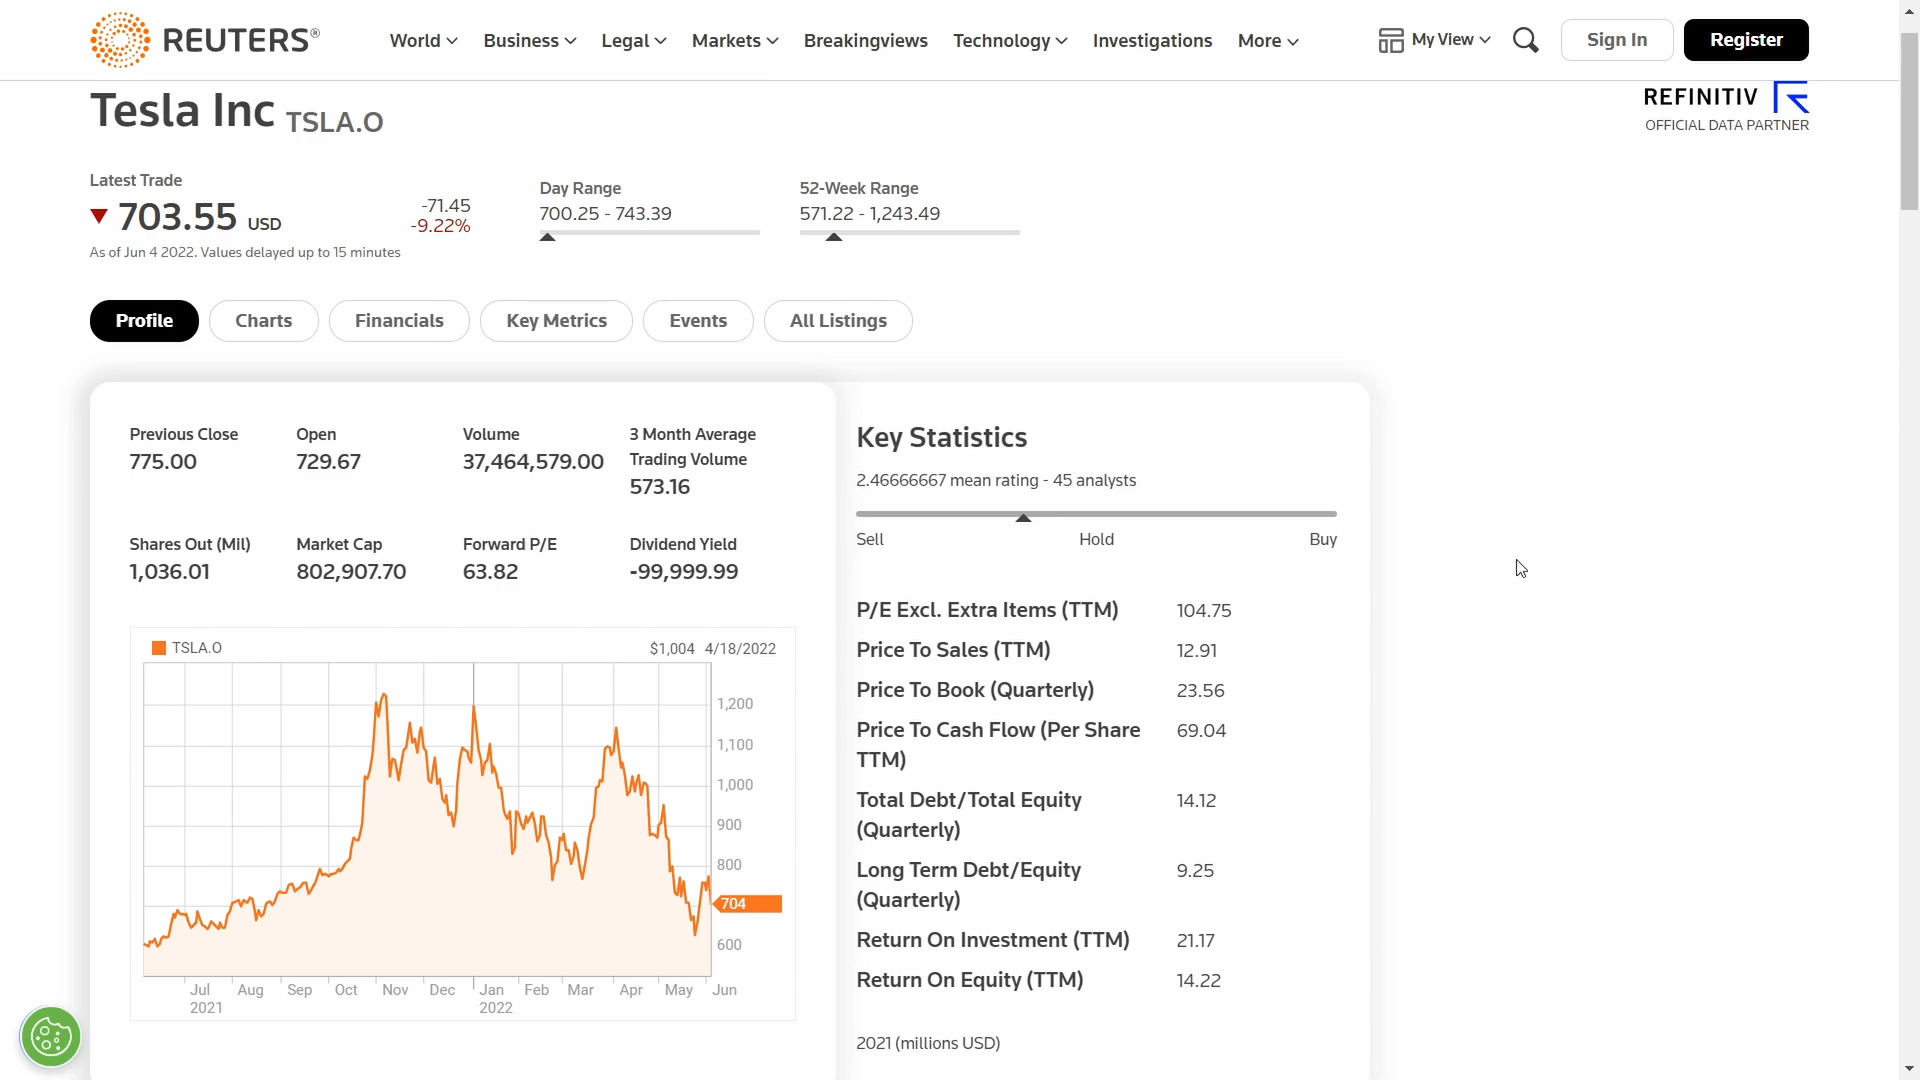 REUTERS®
World
Business
Legal
Markets
Breakingviews
Technology
Investigations
More
My View
Sign In
Register
Tesla Inc TSLA.O
REFINITIV
OFFICIAL DATA PARTNER
Latest Trade
703.55 USD
-71.45
-9.22%
As of Jun 4 2022. Values delayed up to 15 minutes
Day Range
700.25 - 743.39
52-Week Range
571.22 - 1,243.49
Profile
Charts
Financials
Key Metrics
Events
All Listings
Previous Close
775.00
Open
729.67
Volume
37,464,579.00
3 Month Average
Trading Volume
573.16
Shares Out (Mil)
1,036.01
Market Cap
802,907.70
Forward P/E
63.82
Dividend Yield
-99,999.99
TSLA.O
$1,004 4/18/2022
1,200
1,100
1,000
900
800
704
600
Jul
2021
Aug
Sep
Oct
Nov
Dec
Jan
2022
Feb
Mar
Apr
May
Jun
Key Statistics
2.46666667 mean rating - 45 analysts
Sell
Hold
Buy
P/E Excl. Extra Items (TTM) 104.75
Price To Sales (TTM) 12.91
Price To Book (Quarterly) 23.56
Price To Cash Flow (Per Share 69.04
TTM)
Total Debt/Total Equity 14.12
(Quarterly)
Long Term Debt/Equity 9.25
(Quarterly)
Return On Investment (TTM) 21.17
Return On Equity (TTM) 14.22
2021 (millions USD)